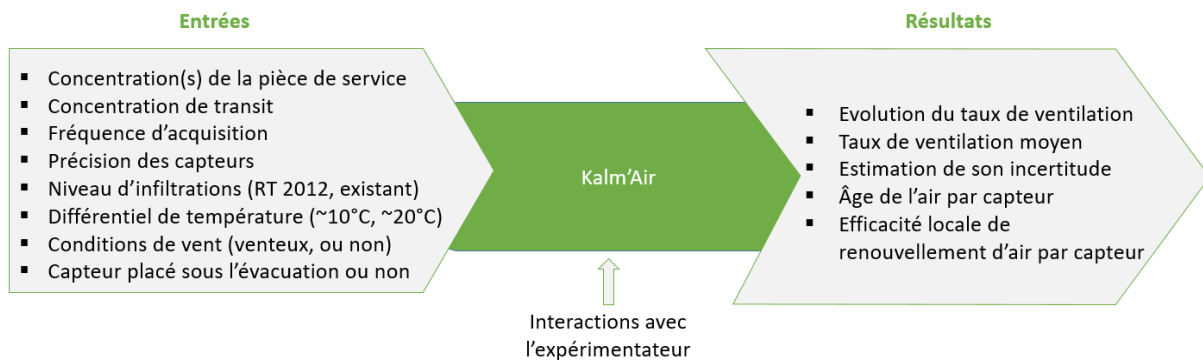 Entrées
▪ Concentration(s) de la pièce de service
▪ Concentration de transit
▪ Fréquence d'acquisition
▪ Précision des capteurs
▪ Niveau d'infiltrations (RT 2012, existant)
▪ Différentiel de température (~10°C, ~20°C)
▪ Conditions de vent (venteux, ou non)
▪ Capteur placé sous l'évacuation ou non
Kalm'Air
Interactions avec
l'expérimentateur
Résultats
▪ Evolution du taux de ventilation
▪ Taux de ventilation moyen
▪ Estimation de son incertitude
▪ Âge de l'air par capteur
▪ Efficacité locale de
renouvellement d'air par capteur